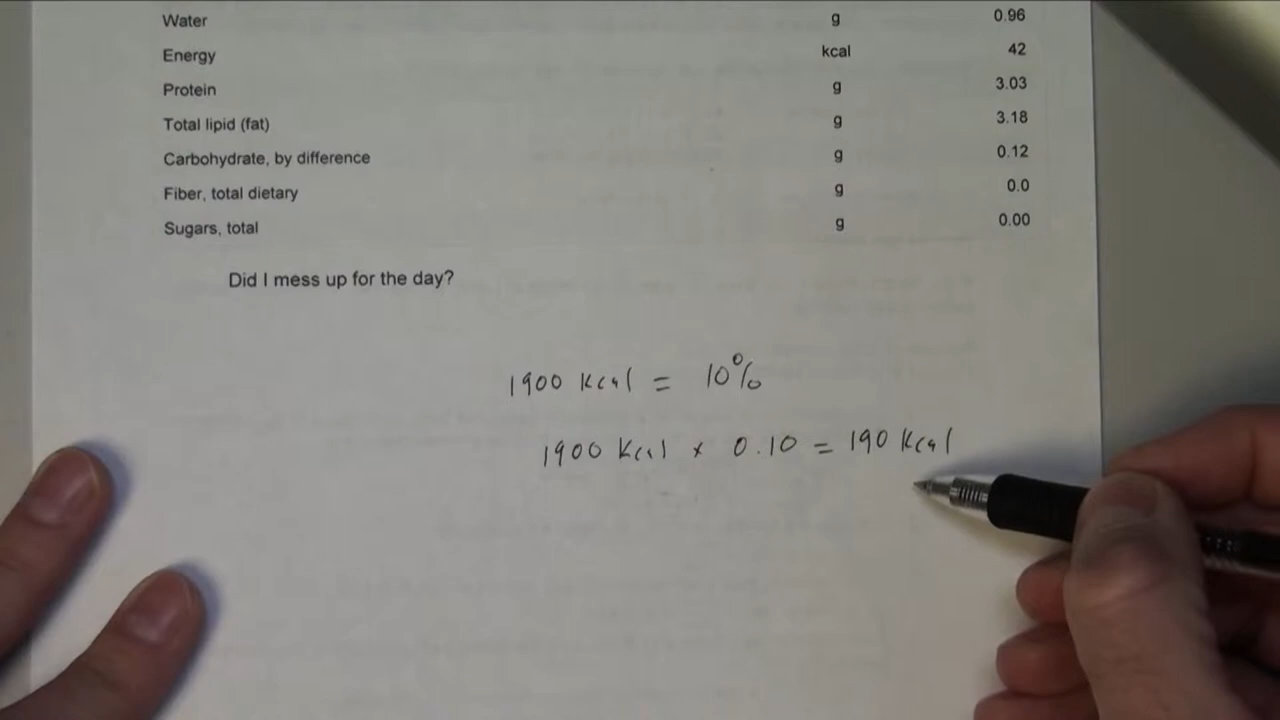 Water g 0.96
Energy kcal 42
Protein g 3.03
Total lipid (fat) g 3.18
Carbohydrate, by difference g 0.12
Fiber, total dietary g 0.0
Sugars, total g 0.00
Did I mess up for the day?
1900 Kcal = 10%
1900 Kcal × 0.10 = 190 Kcal